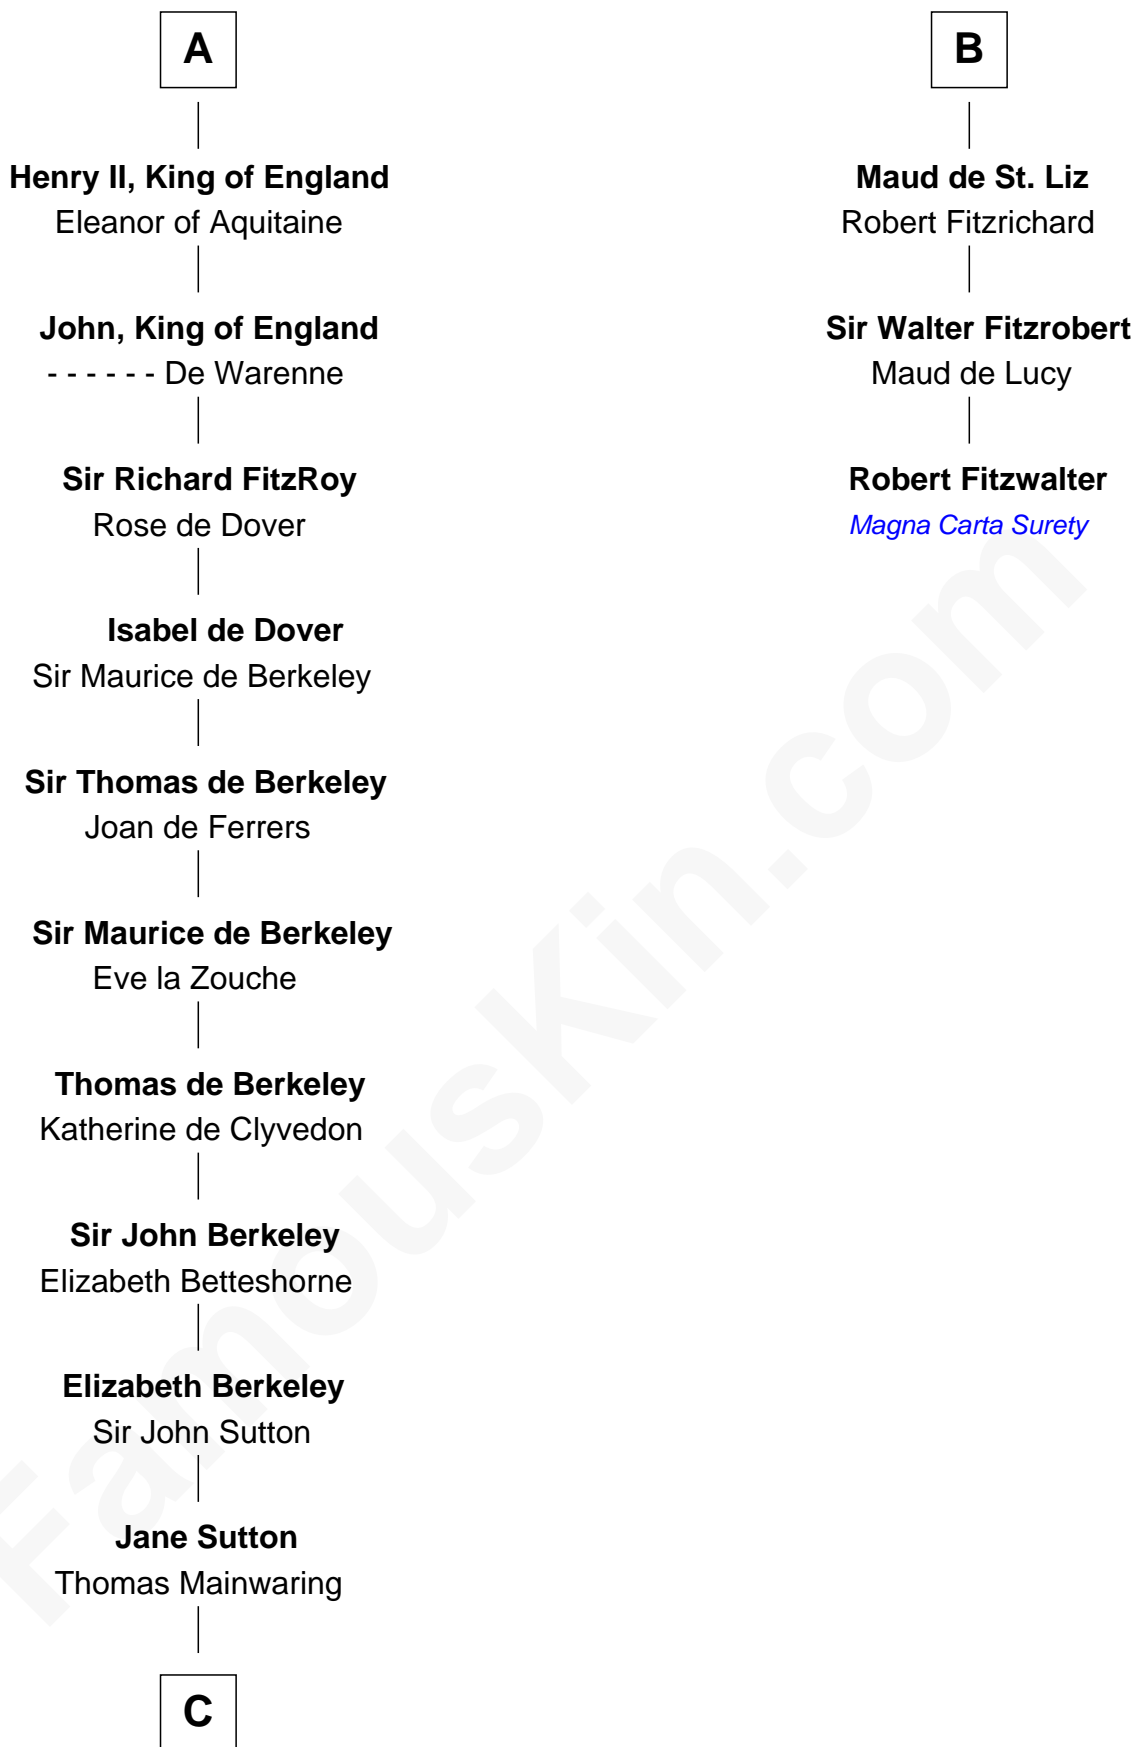 A
Henry II, King of England
Eleanor of Aquitaine
John, King of England
- - - - - - De Warenne
Sir Richard FitzRoy
Rose de Dover
Isabel de Dover
Sir Maurice de Berkeley
Sir Thomas de Berkeley
Joan de Ferrers
Sir Maurice de Berkeley
Eve la Zouche
Thomas de Berkeley
Katherine de Clyvedon
Sir John Berkeley
Elizabeth Betteshorne
Elizabeth Berkeley
Sir John Sutton
Jane Sutton
Thomas Mainwaring
C
B
Maud de St. Liz
Robert Fitzrichard
Sir Walter Fitzrobert
Maud de Lucy
Robert Fitzwalter
Magna Carta Surety
FamousKin.com